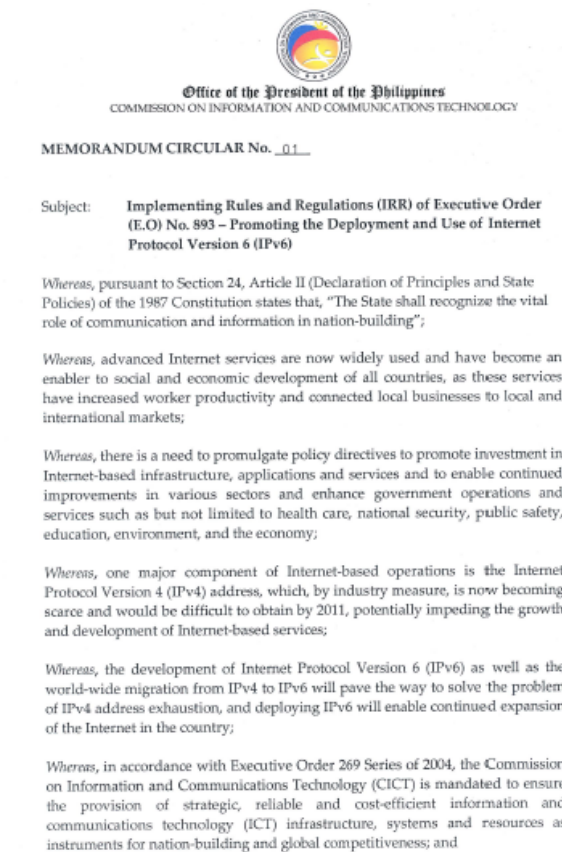 Office of the President of the Philippines
COMMISSION ON INFORMATION AND COMMUNICATIONS TECHNOLOGY
MEMORANDUM CIRCULAR No. 01
Subject: Implementing Rules and Regulations (IRR) of Executive Order
(E.O) No. 893 – Promoting the Deployment and Use of Internet
Protocol Version 6 (IPv6)
Whereas, pursuant to Section 24, Article II (Declaration of Principles and State
Policies) of the 1987 Constitution states that, "The State shall recognize the vital
role of communication and information in nation-building";
Whereas, advanced Internet services are now widely used and have become an
enabler to social and economic development of all countries, as these services
have increased worker productivity and connected local businesses to local and
international markets;
Whereas, there is a need to promulgate policy directives to promote investment in
Internet-based infrastructure, applications and services and to enable continued
improvements in various sectors and enhance government operations and
services such as but not limited to health care, national security, public safety,
education, environment, and the economy;
Whereas, one major component of Internet-based operations is the Internet
Protocol Version 4 (IPv4) address, which, by industry measure, is now becoming
scarce and would be difficult to obtain by 2011, potentially impeding the growth
and development of Internet-based services;
Whereas, the development of Internet Protocol Version 6 (IPv6) as well as the
world-wide migration from IPv4 to IPv6 will pave the way to solve the problem
of IPv4 address exhaustion, and deploying IPv6 will enable continued expansion
of the Internet in the country;
Whereas, in accordance with Executive Order 269 Series of 2004, the Commission
on Information and Communications Technology (CICT) is mandated to ensure
the provision of strategic, reliable and cost-efficient information and
communications technology (ICT) infrastructure, systems and resources as
instruments for nation-building and global competitiveness; and